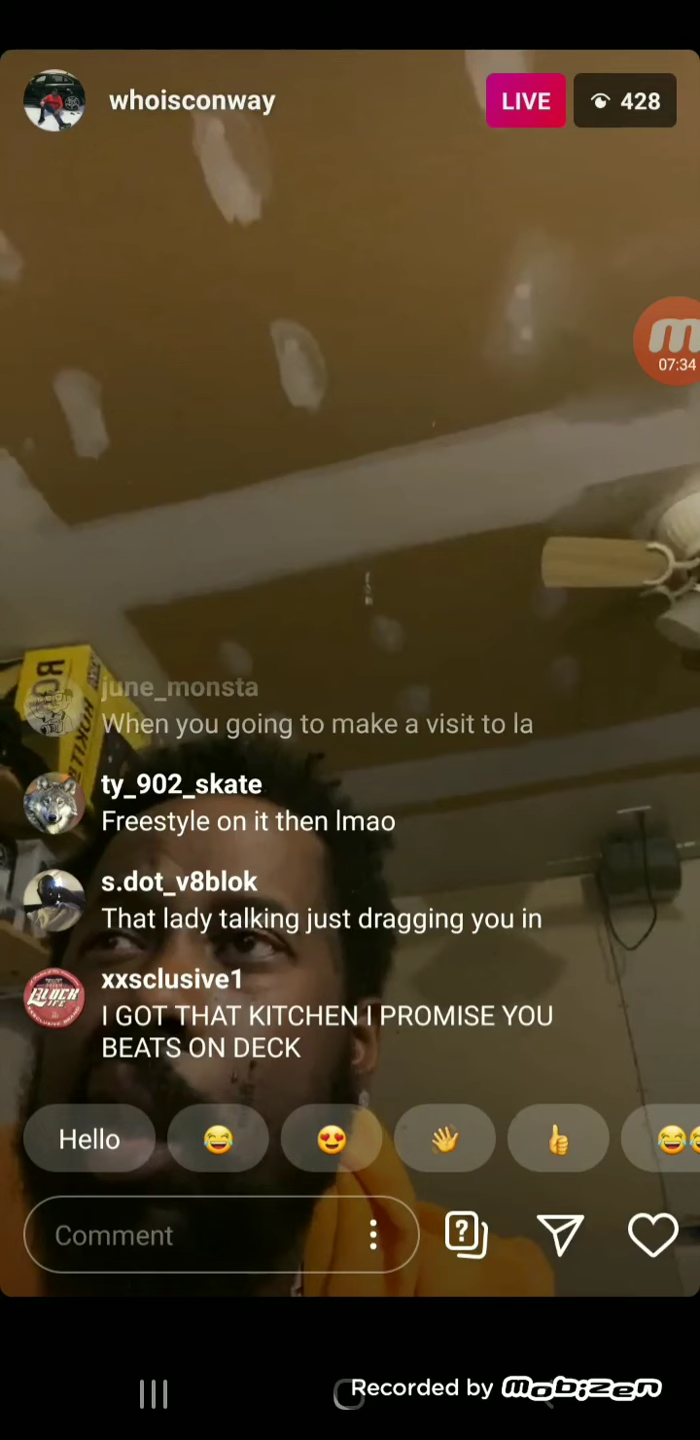 whoisconway
LIVE
428
07:34
june_monsta
When you going to make a visit to la
ty_902_skate
Freestyle on it then lmao
s.dot_v8blok
That lady talking just dragging you in
xxsclusive1
BLOCK
I GOT THAT KITCHEN I PROMISE YOU
BEATS ON DECK
Hello
Comment
?
Recorded by Mobizen